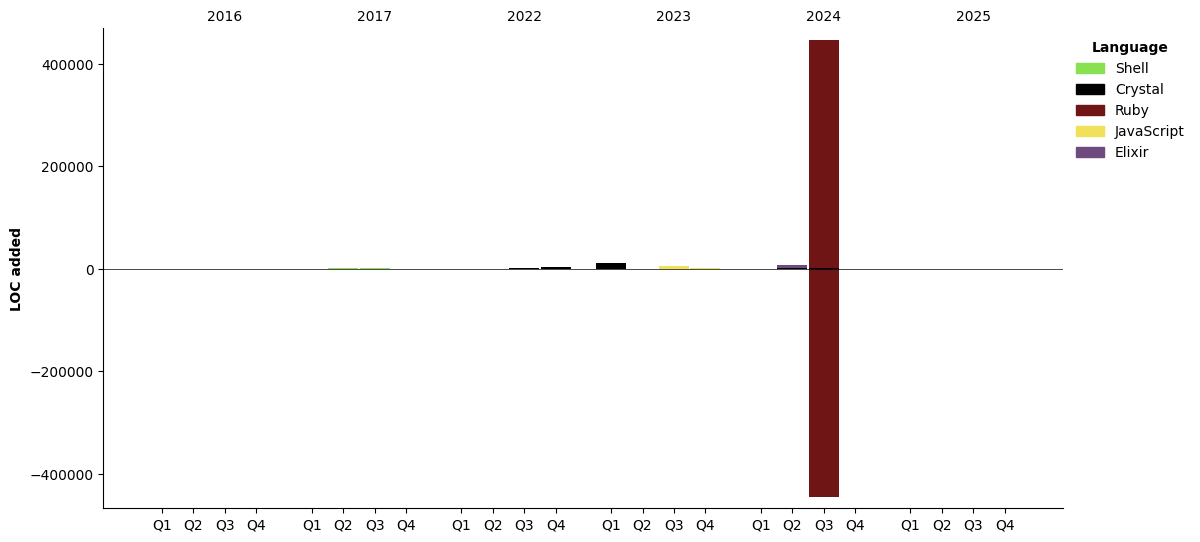 2016 2017 2022 2023 2024 2025
Language
Shell
Crystal
Ruby
JavaScript
Elixir
LOC added
400000
200000
0
−200000
−400000
Q1 Q2 Q3 Q4 Q1 Q2 Q3 Q4 Q1 Q2 Q3 Q4 Q1 Q2 Q3 Q4 Q1 Q2 Q3 Q4 Q1 Q2 Q3 Q4